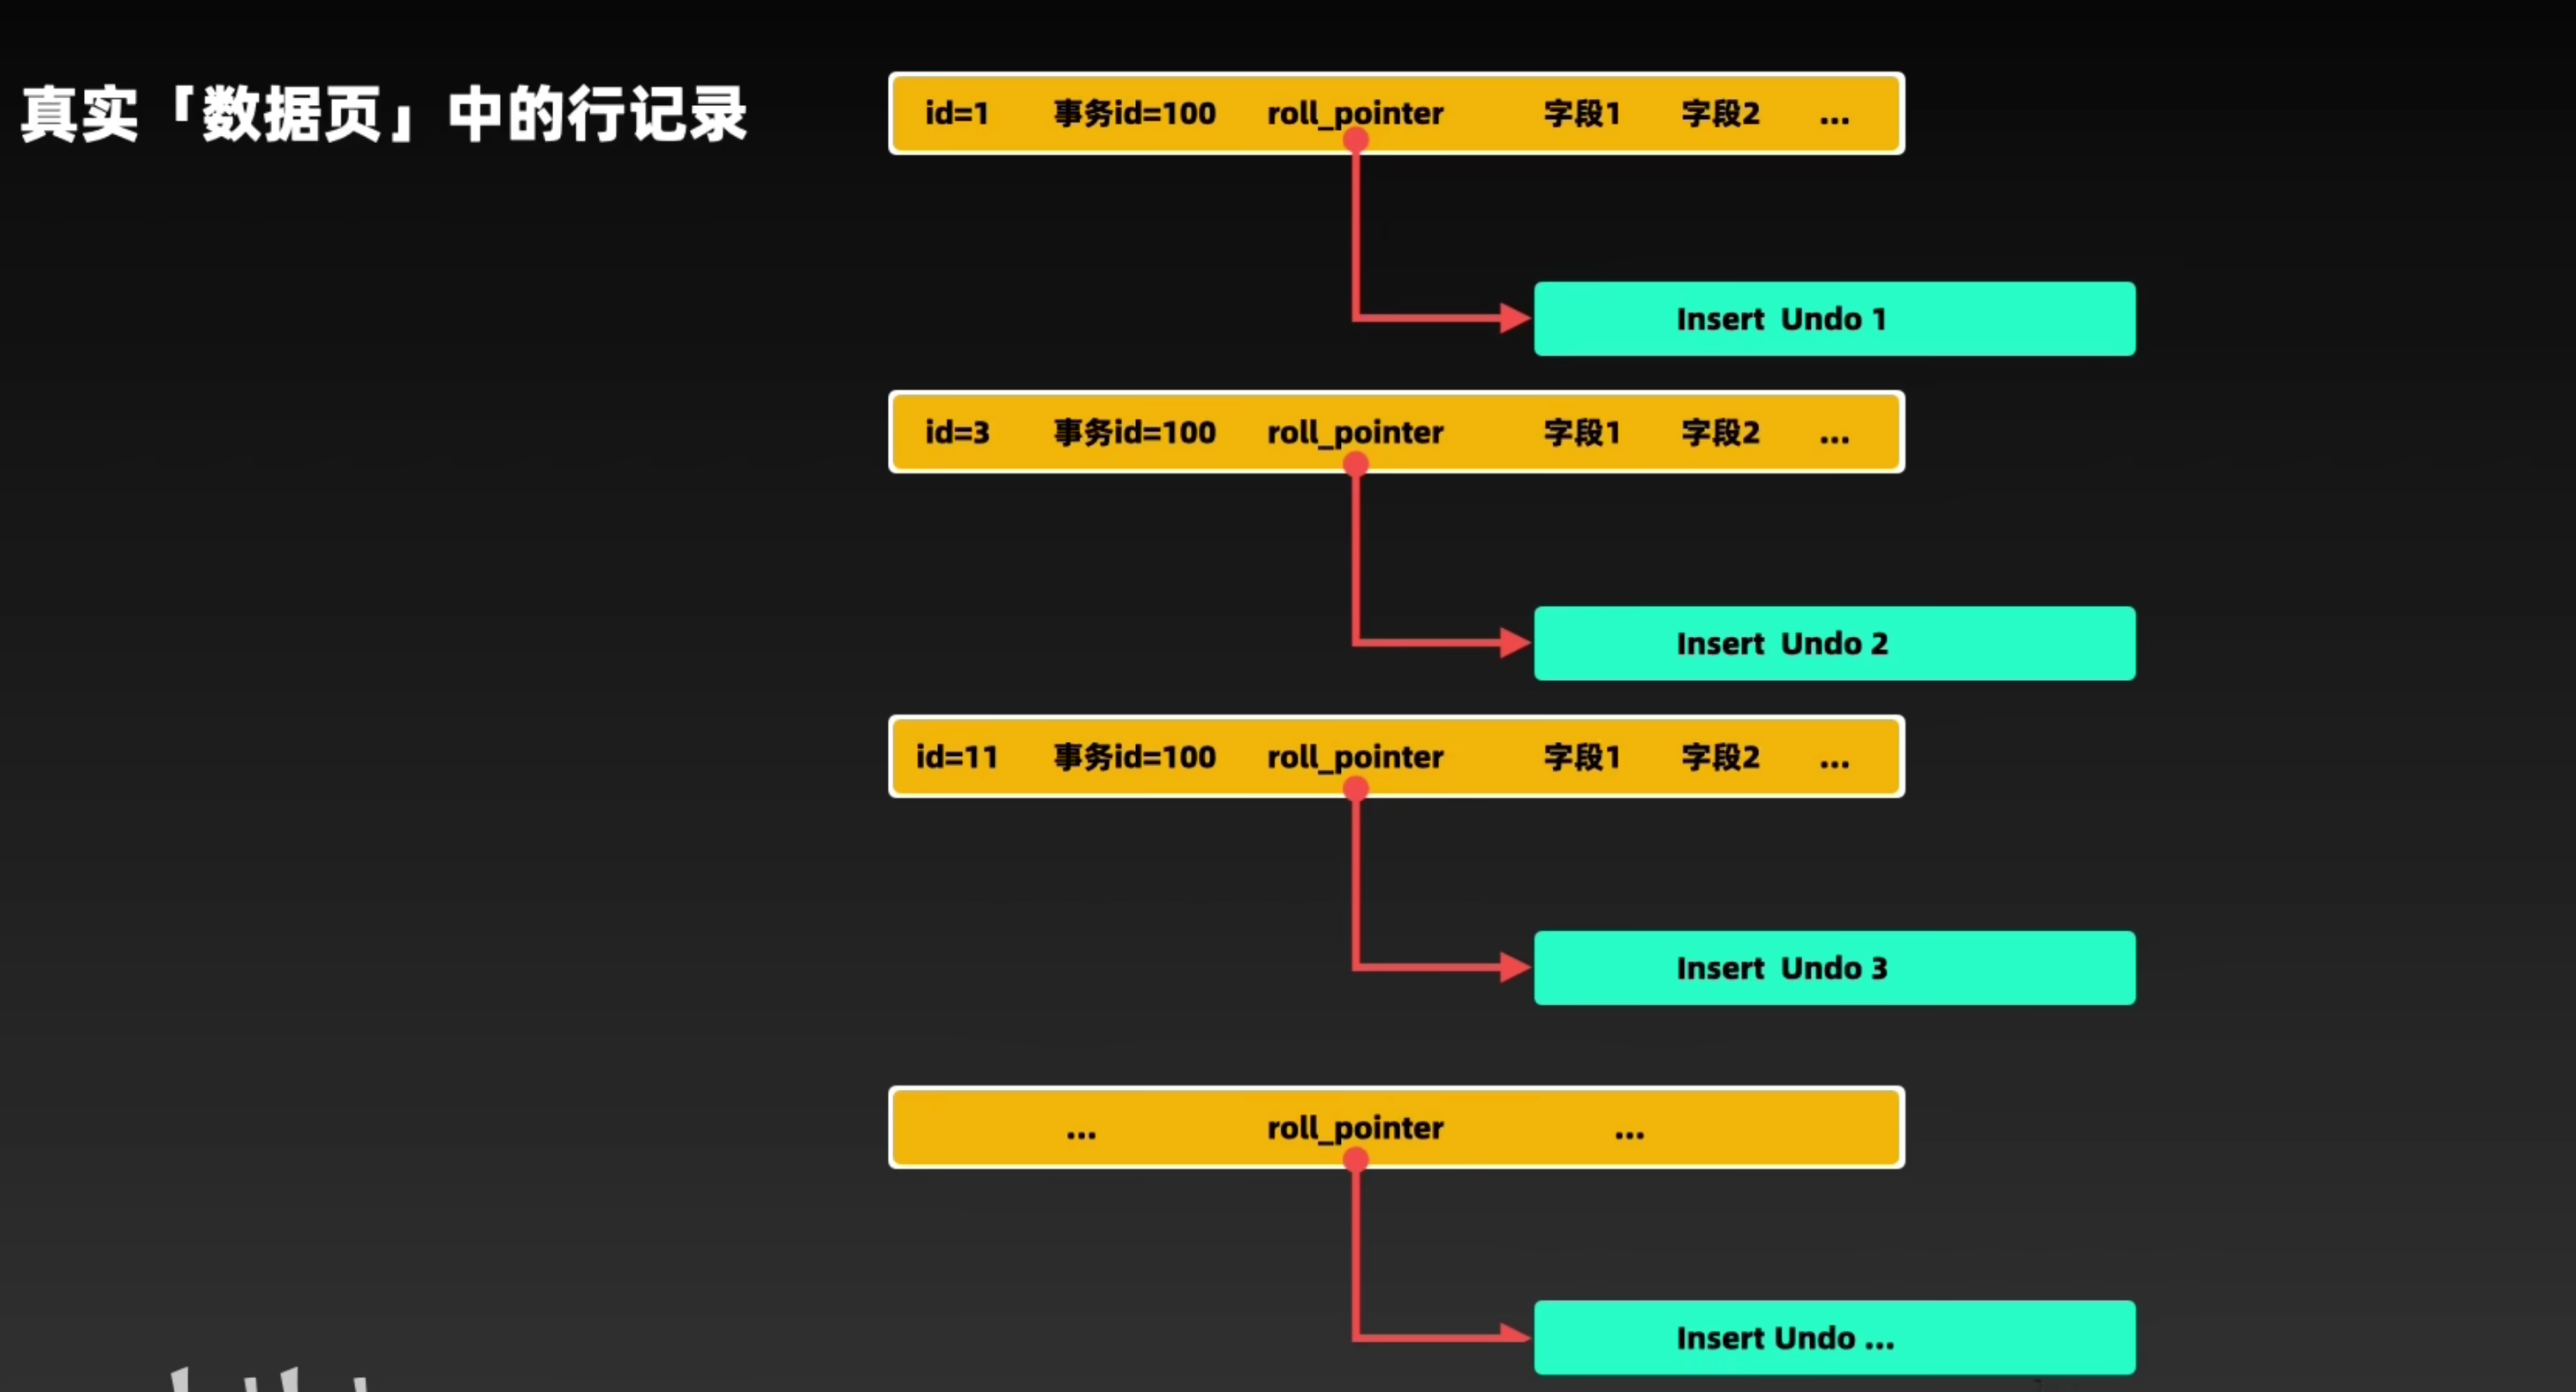 真实「数据页」中的行记录
id=1 事务id=100 roll_pointer 字段1 字段2 ...
Insert Undo 1
id=3 事务id=100 roll_pointer 字段1 字段2 ...
Insert Undo 2
id=11 事务id=100 roll_pointer 字段1 字段2 ...
Insert Undo 3
... roll_pointer ...
Insert Undo ...